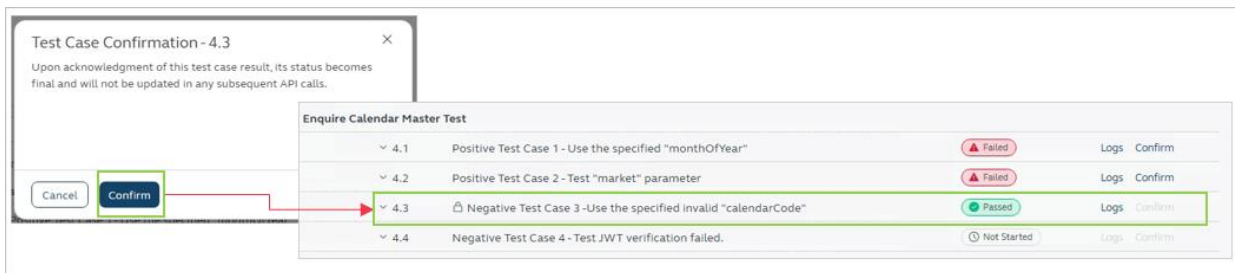 Test Case Confirmation - 4.3
Upon acknowledgment of this test case result, its status becomes
final and will not be updated in any subsequent API calls.
Cancel Confirm
Enquire Calendar Master Test
4.1 Positive Test Case 1 - Use the specified "monthOfYear" Failed Logs Confirm
4.2 Positive Test Case 2 - Test "market" parameter Failed Logs Confirm
4.3 Negative Test Case 3 -Use the specified invalid "calendarCode" Passed Logs Confirm
4.4 Negative Test Case 4 - Test JWT verification failed. Not Started Logs Confirm